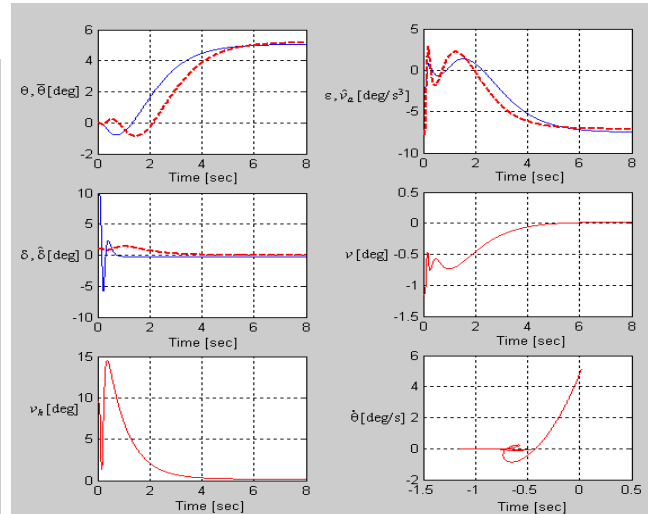 6
4
2
0
-2
θ, θ̄ [deg]
0 2 4 6 8
Time [sec]
5
0
-5
-10
ε, ν̂ₐ [deg/s³]
0 2 4 6 8
Time [sec]
10
5
0
-5
-10
δ, δ̂ [deg]
0 2 4 6 8
Time [sec]
0.5
0
-0.5
-1
-1.5
ν [deg]
0 2 4 6 8
Time [sec]
15
10
5
0
νₕ [deg]
0 2 4 6 8
Time [sec]
6
4
2
0
-2
θ̇ [deg/s]
-1.5 -1 -0.5 0 0.5